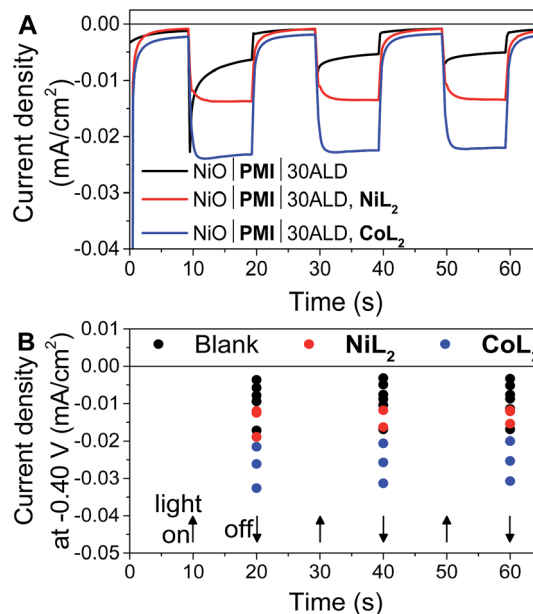 A
Current density
(mA/cm²)
0.00
-0.01
-0.02
-0.03
-0.04
NiO | PMI | 30ALD
NiO | PMI | 30ALD, NiL₂
NiO | PMI | 30ALD, CoL₂
0 10 20 30 40 50 60
Time (s)
B
Current density
at -0.40 V (mA/cm²)
0.01
0.00
-0.01
-0.02
-0.03
-0.04
-0.05
Blank NiL₂ CoL₂
light
on off
0 10 20 30 40 50 60
Time (s)